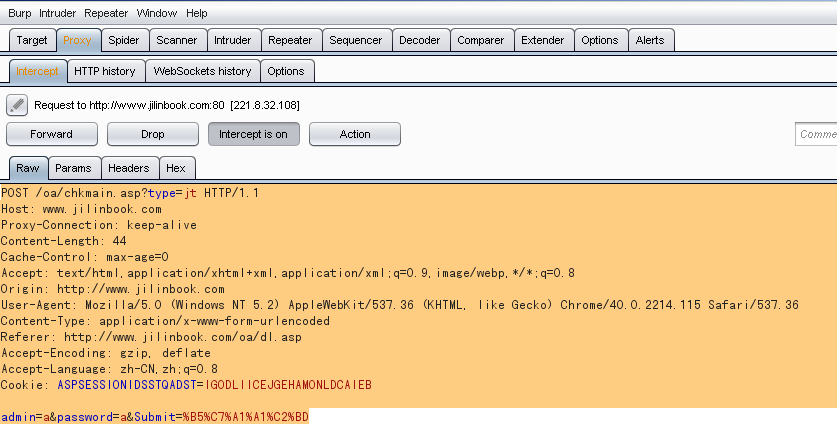 Burp Intruder Repeater Window Help
Target Proxy Spider Scanner Intruder Repeater Sequencer Decoder Comparer Extender Options Alerts
Intercept HTTP history WebSockets history Options
Request to http://www.jilinbook.com:80 [221.8.32.108]
Forward Drop Intercept is on Action Comme
Raw Params Headers Hex
POST /oa/chkmain.asp?type=jt HTTP/1.1
Host: www.jilinbook.com
Proxy-Connection: keep-alive
Content-Length: 44
Cache-Control: max-age=0
Accept: text/html,application/xhtml+xml,application/xml;q=0.9,image/webp,*/*;q=0.8
Origin: http://www.jilinbook.com
User-Agent: Mozilla/5.0 (Windows NT 5.2) AppleWebKit/537.36 (KHTML, like Gecko) Chrome/40.0.2214.115 Safari/537.36
Content-Type: application/x-www-form-urlencoded
Referer: http://www.jilinbook.com/oa/dl.asp
Accept-Encoding: gzip, deflate
Accept-Language: zh-CN,zh;q=0.8
Cookie: ASPSESSIONIDSSTQADST=IGODLIICEJGEHAMONLDCAIEB
admin=a&password=a&Submit=%B5%C7%A1%A1%C2%BD